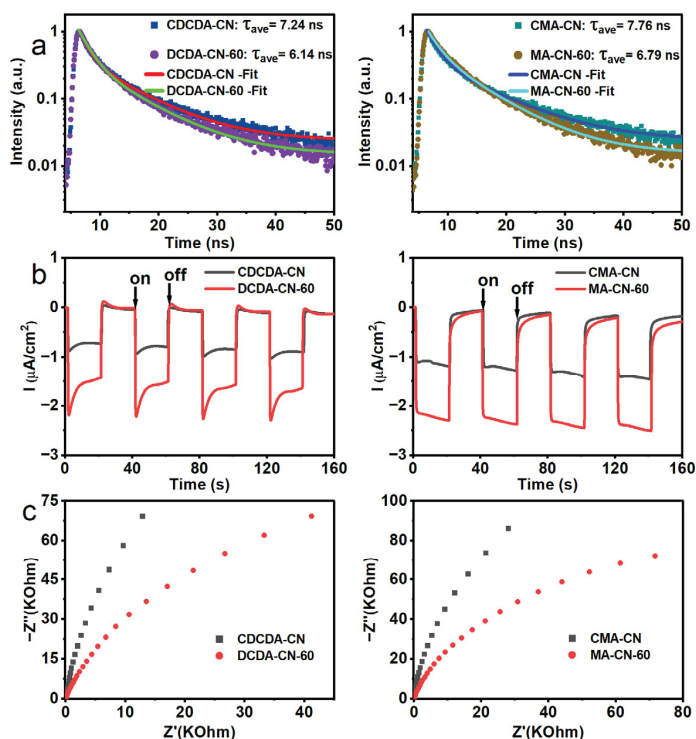 a
CDCDA-CN: τave= 7.24 ns
DCDA-CN-60: τave= 6.14 ns
CDCDA-CN -Fit
DCDA-CN-60 -Fit
Intensity (a.u.)
1
0.1
0.01
10 20 30 40 50
Time (ns)
CMA-CN: τave= 7.76 ns
MA-CN-60: τave= 6.79 ns
CMA-CN -Fit
MA-CN-60 -Fit
Intensity (a.u.)
1
0.1
0.01
10 20 30 40 50
Time (ns)
b
on off
CDCDA-CN
DCDA-CN-60
I (μA/cm²)
0
−1
−2
−3
0 40 80 120 160
Time (s)
on off
CMA-CN
MA-CN-60
I (μA/cm²)
0
−1
−2
−3
0 40 80 120 160
Time (s)
c
−Z''(KOhm)
75
60
45
30
15
0
CDCDA-CN
DCDA-CN-60
0 10 20 30 40 50
Z'(KOhm)
−Z''(KOhm)
100
80
60
40
20
0
CMA-CN
MA-CN-60
0 20 40 60 80
Z'(KOhm)